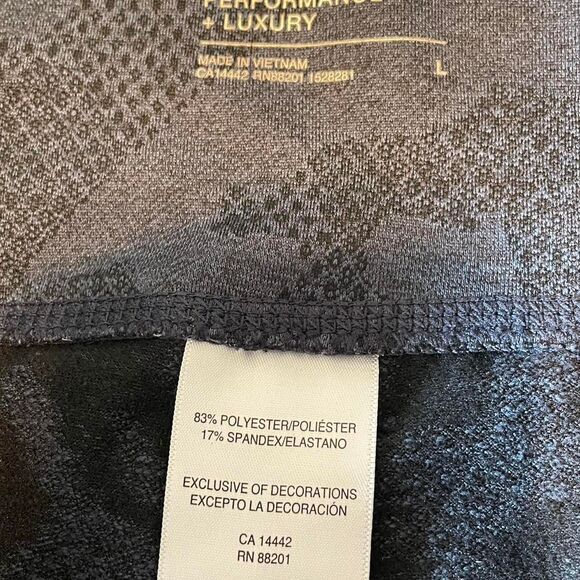 PERFORMANCE
+ LUXURY
MADE IN VIETNAM
CA14442 RN88201 1528281
L
83% POLYESTER/POLIÉSTER
17% SPANDEX/ELASTANO
EXCLUSIVE OF DECORATIONS
EXCEPTO LA DECORACIÓN
CA 14442
RN 88201